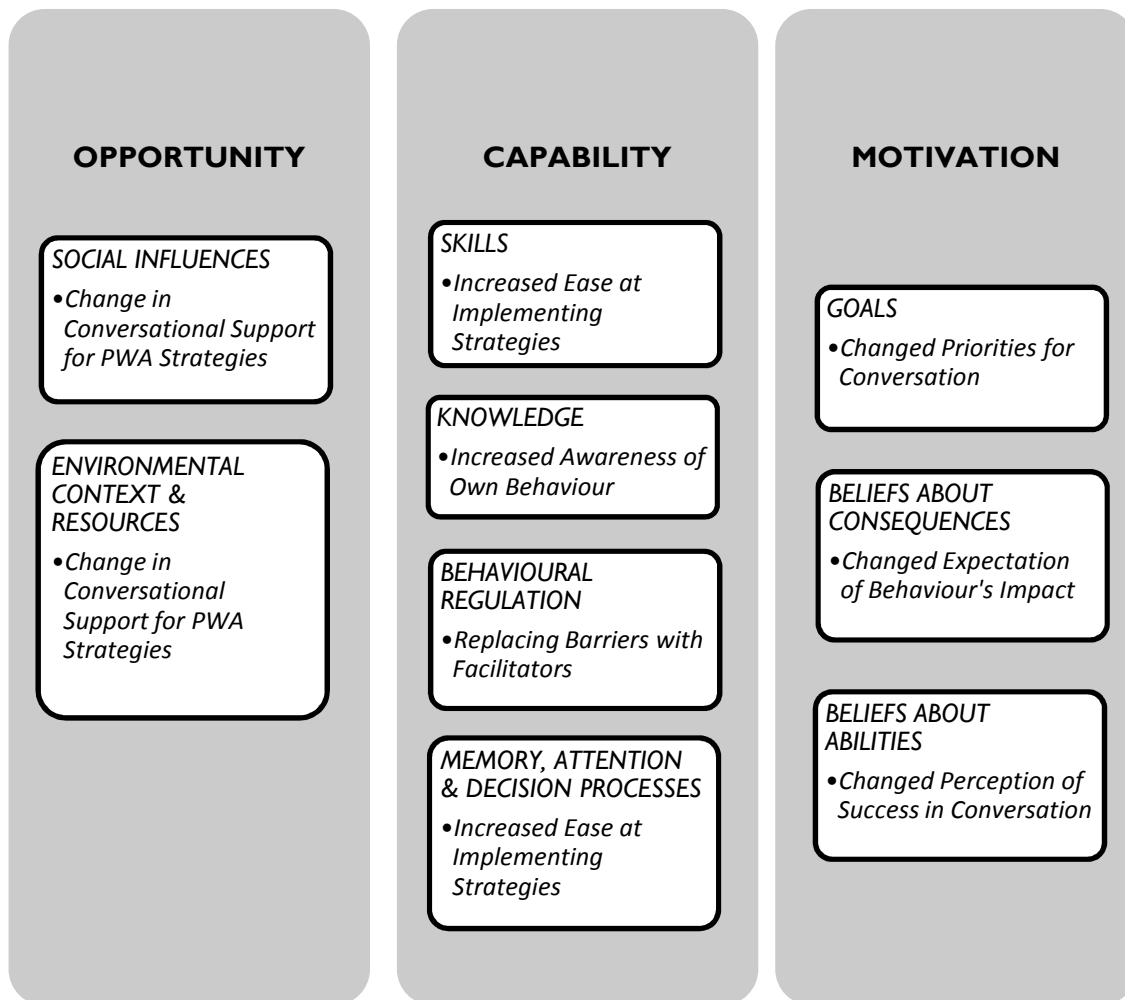 OPPORTUNITY
SOCIAL INFLUENCES
•Change in
Conversational Support
for PWA Strategies
ENVIRONMENTAL
CONTEXT &
RESOURCES
•Change in
Conversational
Support for PWA
Strategies
CAPABILITY
SKILLS
•Increased Ease at
Implementing
Strategies
KNOWLEDGE
•Increased Awareness of
Own Behaviour
BEHAVIOURAL
REGULATION
•Replacing Barriers with
Facilitators
MEMORY, ATTENTION
& DECISION PROCESSES
•Increased Ease at
Implementing
Strategies
MOTIVATION
GOALS
•Changed Priorities for
Conversation
BELIEFS ABOUT
CONSEQUENCES
•Changed Expectation
of Behaviour's Impact
BELIEFS ABOUT
ABILITIES
•Changed Perception of
Success in Conversation